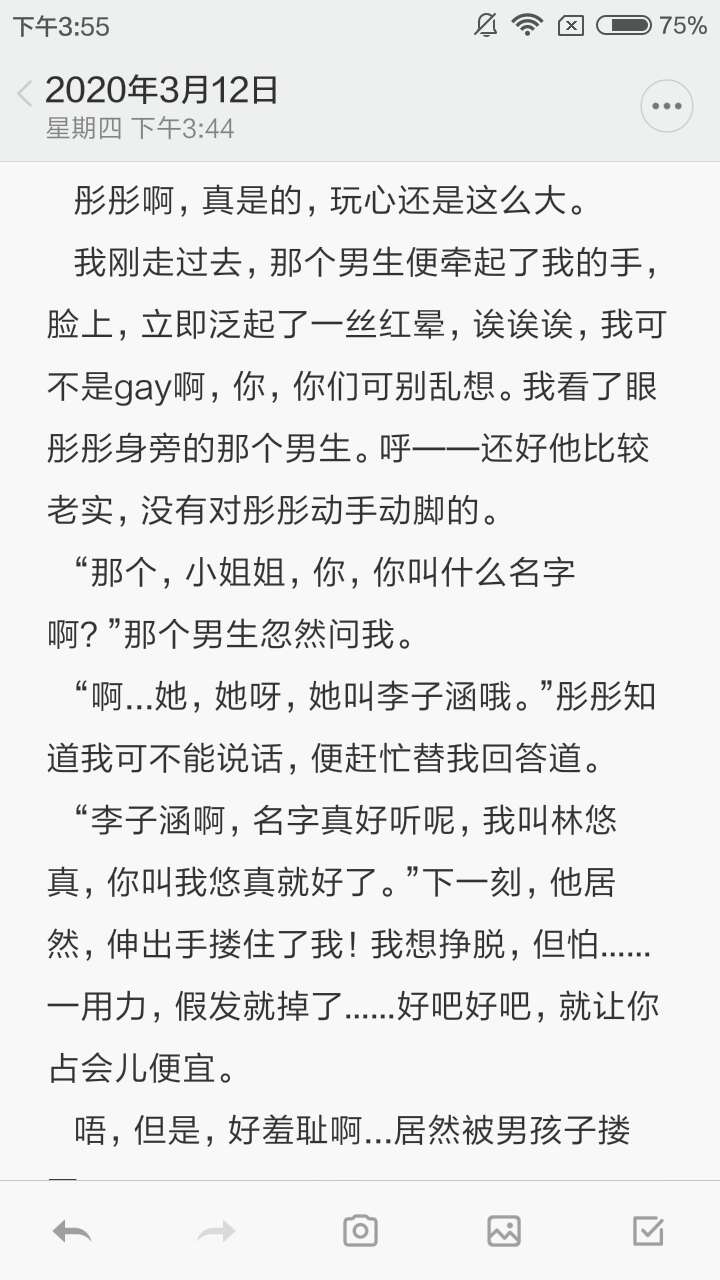 下午3:55
75%
2020年3月12日
星期四 下午3:44
彤彤啊，真是的，玩心还是这么大。
我刚走过去，那个男生便牵起了我的手，
脸上，立即泛起了一丝红晕，诶诶诶，我可
不是gay啊，你，你们可别乱想。我看了眼
彤彤身旁的那个男生。呼——还好他比较
老实，没有对彤彤动手动脚的。
“那个，小姐姐，你，你叫什么名字
啊？”那个男生忽然问我。
“啊...她，她呀，她叫李子涵哦。”彤彤知
道我可不能说话，便赶忙替我回答道。
“李子涵啊，名字真好听呢，我叫林悠
真，你叫我悠真就好了。”下一刻，他居
然，伸出手搂住了我！我想挣脱，但怕......
一用力，假发就掉了......好吧好吧，就让你
占会儿便宜。
唔，但是，好羞耻啊...居然被男孩子搂